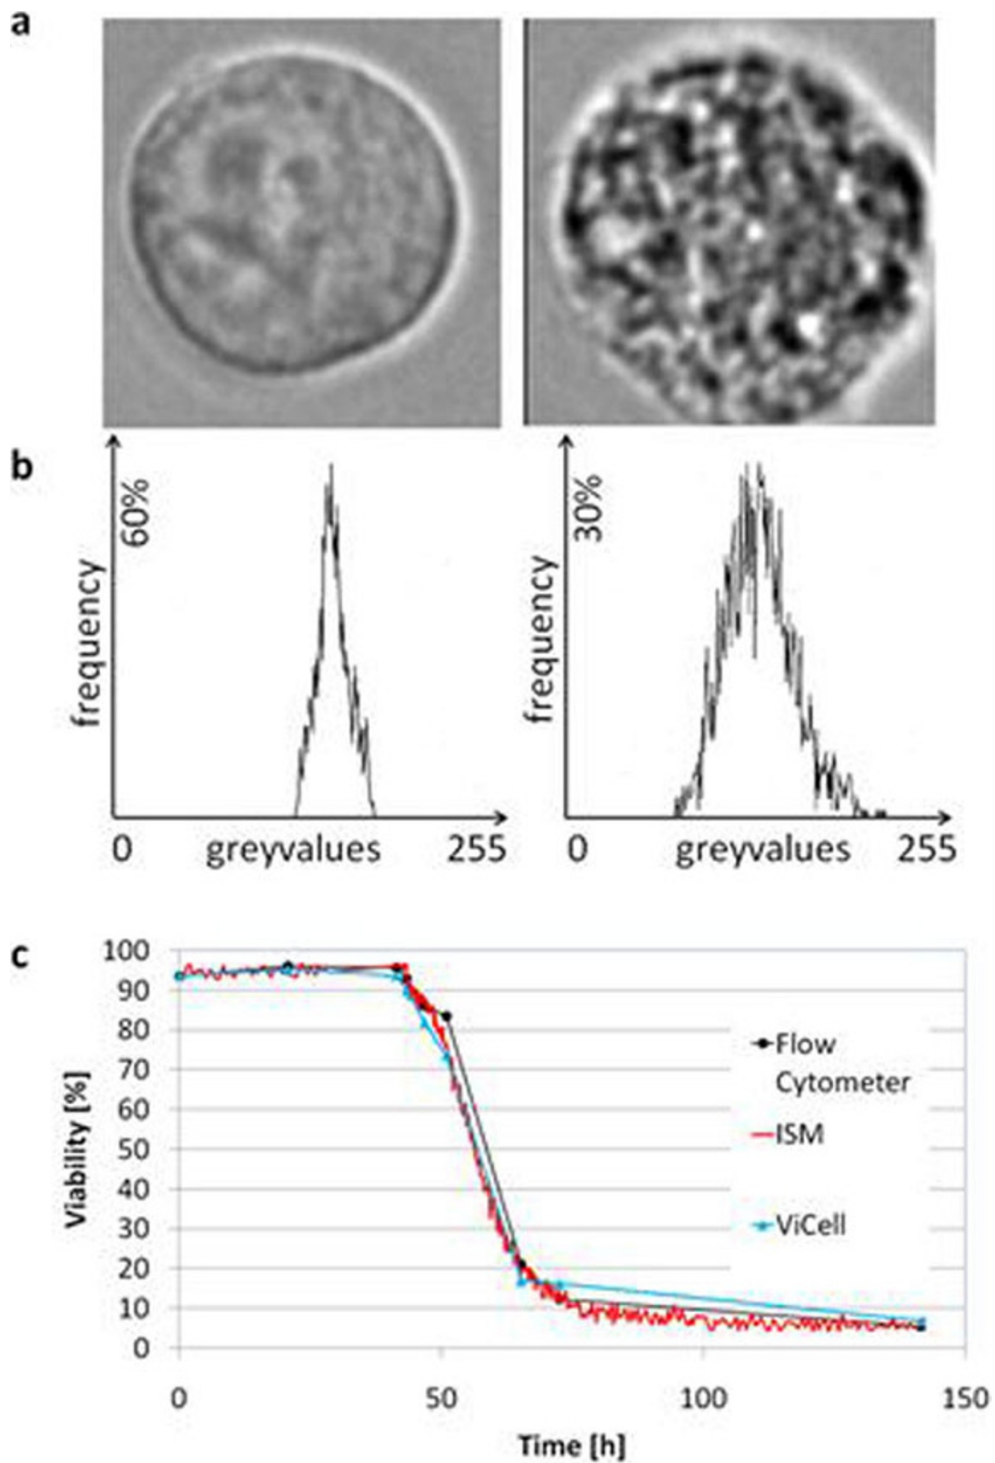 a
b
60%
frequency
0 greyvalues 255
30%
frequency
0 greyvalues 255
c
100
90
80
70
60
50
40
30
20
10
0
Viability [%]
Flow
Cytometer
ISM
ViCell
0 50 100 150
Time [h]